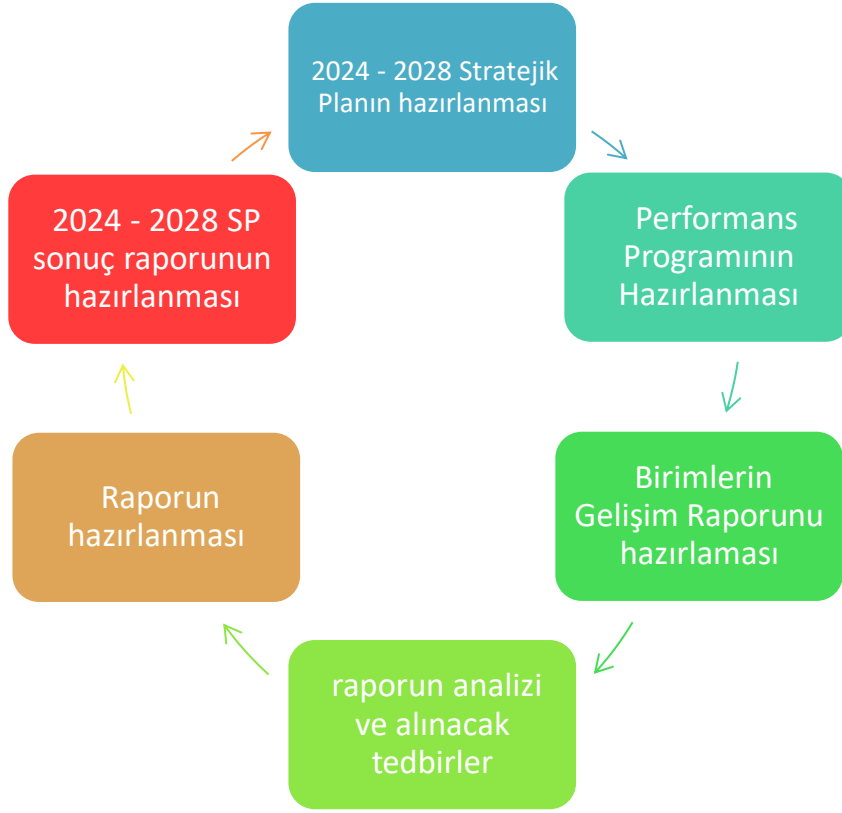 2024 - 2028 Stratejik
Planın hazırlanması
Performans
Programının
Hazırlanması
Birimlerin
Gelişim Raporunu
hazırlaması
raporun analizi
ve alınacak
tedbirler
Raporun
hazırlanması
2024 - 2028 SP
sonuç raporunun
hazırlanması